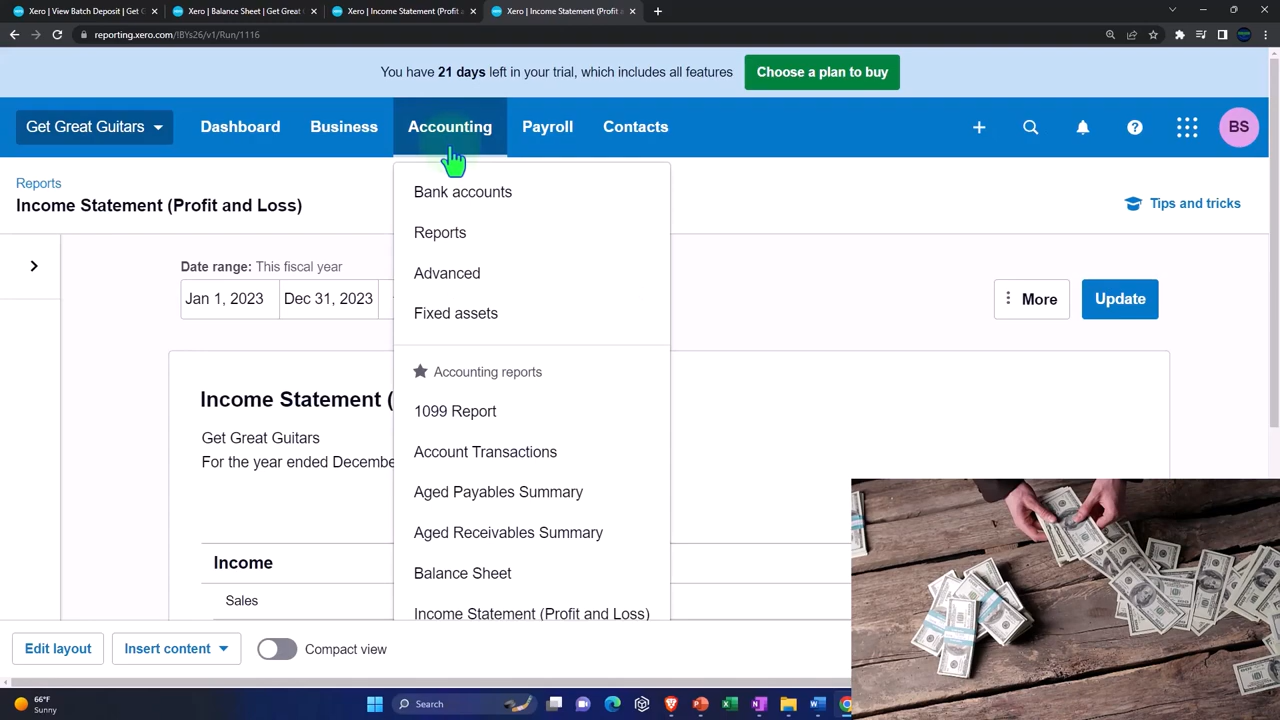 Xero | View Batch Deposit | Get G
Xero | Balance Sheet | Get Great G
Xero | Income Statement (Profit a
Xero | Income Statement (Profit a
reporting.xero.com/!BYs26/v1/Run/1116
You have 21 days left in your trial, which includes all features
Choose a plan to buy
Get Great Guitars
Dashboard
Business
Accounting
Payroll
Contacts
BS
Reports
Income Statement (Profit and Loss)
Tips and tricks
Bank accounts
Reports
Advanced
Fixed assets
Accounting reports
1099 Report
Account Transactions
Aged Payables Summary
Aged Receivables Summary
Balance Sheet
Income Statement (Profit and Loss)
Date range: This fiscal year
Jan 1, 2023
Dec 31, 2023
More
Update
Income Statement (
Get Great Guitars
For the year ended Decembe
Income
Sales
Edit layout
Insert content
Compact view
66°F
Sunny
Search